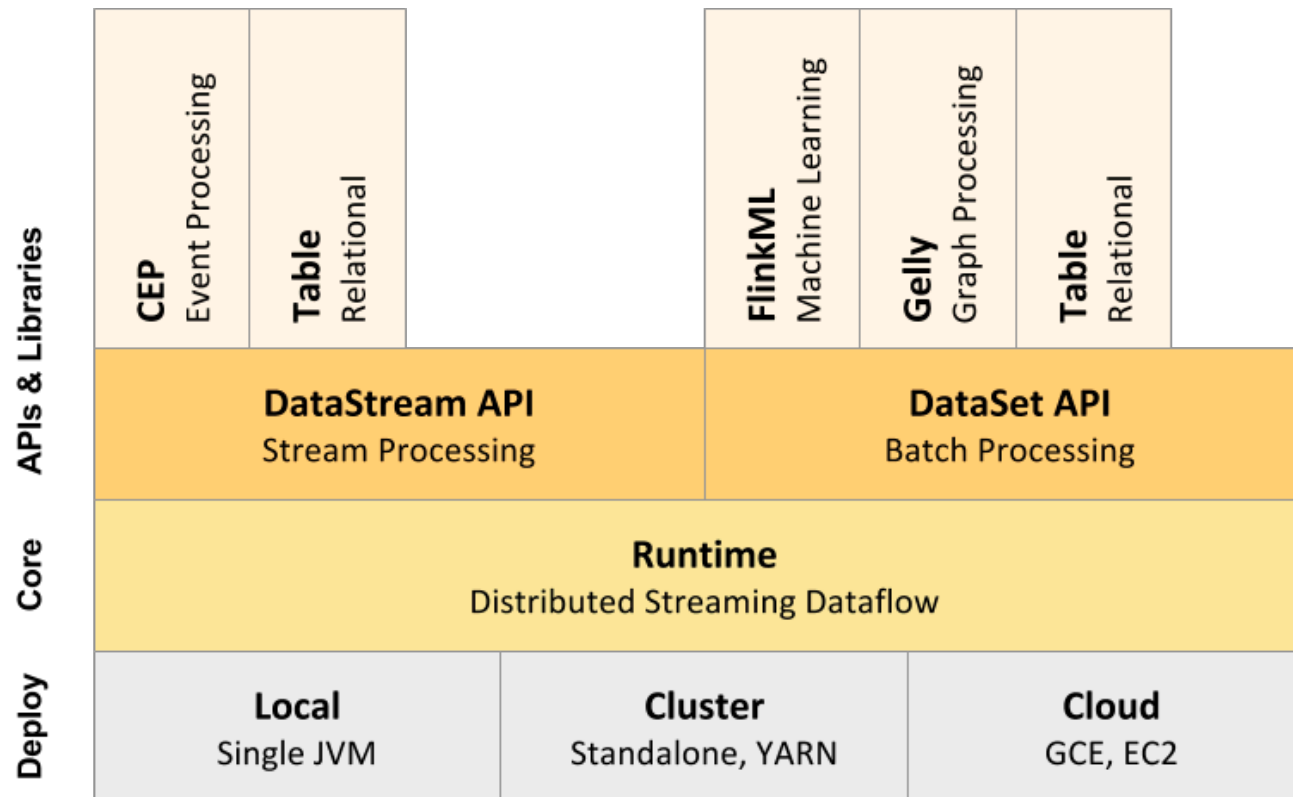 APIs & Libraries
CEP
Event Processing
Table
Relational
FlinkML
Machine Learning
Gelly
Graph Processing
Table
Relational
DataStream API
Stream Processing
DataSet API
Batch Processing
Core
Runtime
Distributed Streaming Dataflow
Deploy
Local
Single JVM
Cluster
Standalone, YARN
Cloud
GCE, EC2